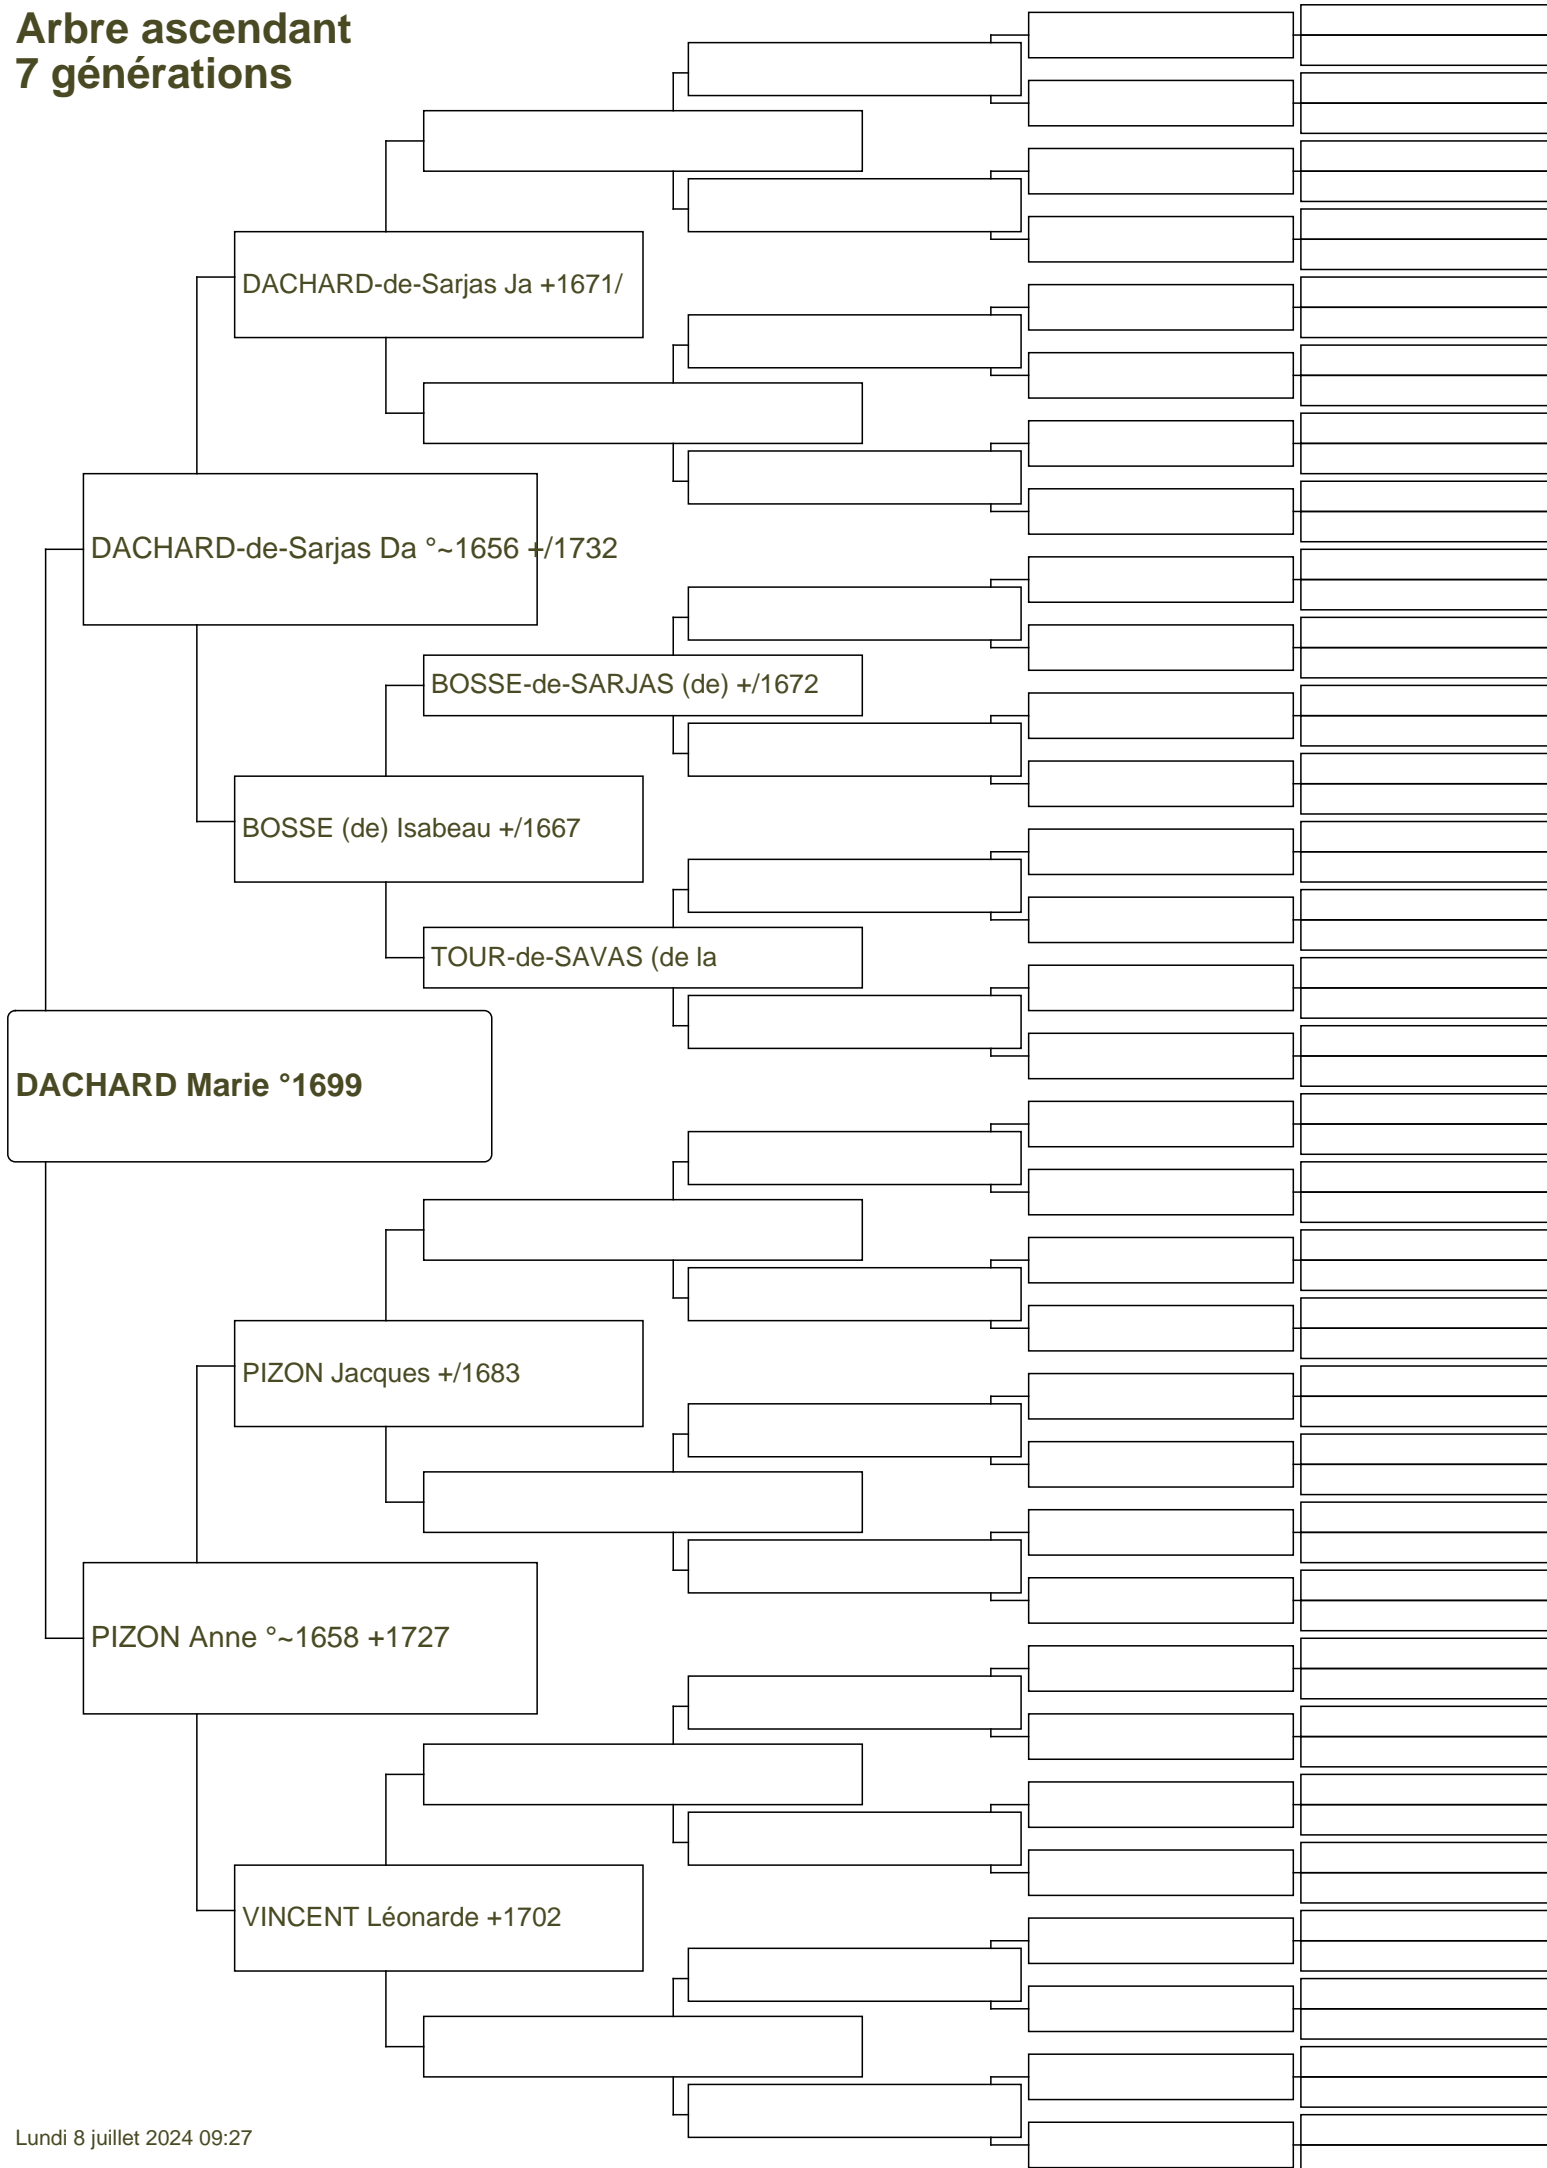 Arbre ascendant
7 générations
DACHARD-de-Sarjas Ja +1671/
DACHARD-de-Sarjas Da °~1656 +/1732
BOSSE-de-SARJAS (de) +/1672
BOSSE (de) Isabeau +/1667
TOUR-de-SAVAS (de la
DACHARD Marie °1699
PIZON Jacques +/1683
PIZON Anne °~1658 +1727
VINCENT Léonarde +1702
Lundi 8 juillet 2024 09:27